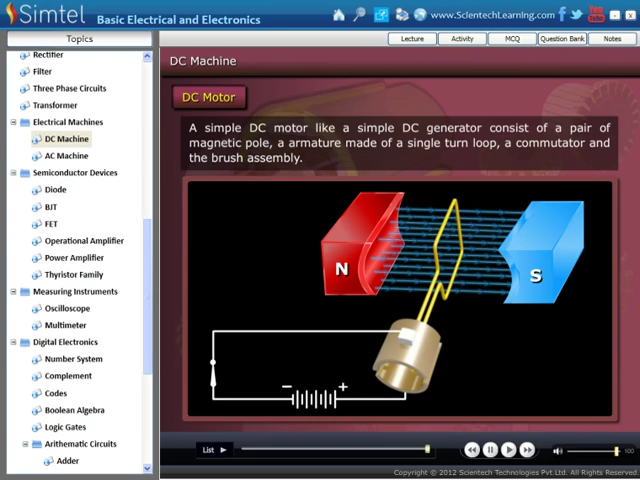 Simtel Basic Electrical and Electronics
www.ScientechLearning.com
You Tube
Topics
Lecture Activity MCQ Question Bank Notes
Rectifier
Filter
Three Phase Circuits
Transformer
Electrical Machines
DC Machine
AC Machine
Semiconductor Devices
Diode
BJT
FET
Operational Amplifier
Power Amplifier
Thyristor Family
Measuring Instruments
Oscilloscope
Multimeter
Digital Electronics
Number System
Complement
Codes
Boolean Algebra
Logic Gates
Arithmatic Circuits
Adder
DC Machine
DC Motor
A simple DC motor like a simple DC generator consist of a pair of
magnetic pole, a armature made of a single turn loop, a commutator and
the brush assembly.
N
S
− +
List
100
Copyright © 2012 Scientech Technologies Pvt.Ltd. All Rights Reserved.